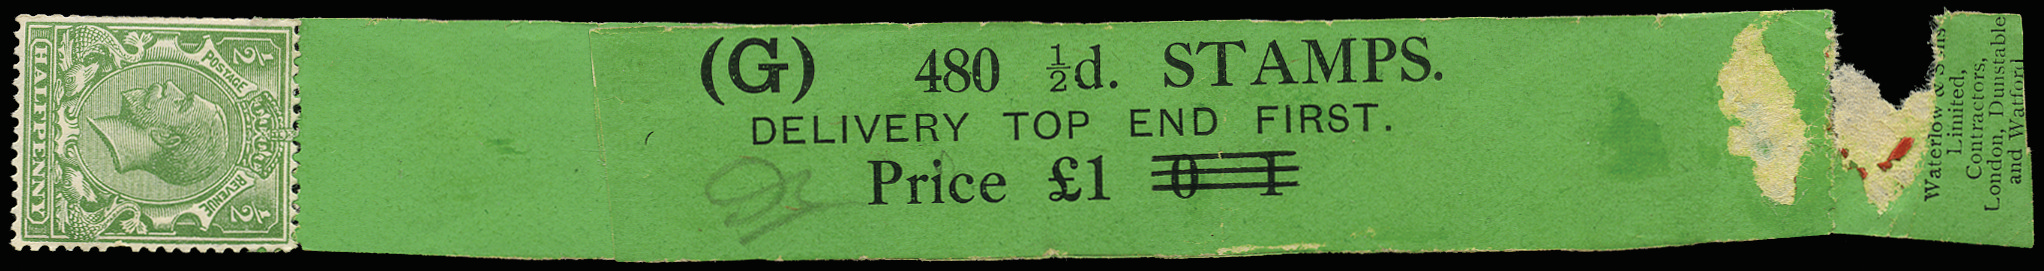 POSTAGE
REVENUE
½
½
HALFPENNY
(G) 480 ½d. STAMPS.
DELIVERY TOP END FIRST.
Price £1 0 1
Waterlow &
Limited,
Contractors,
London, Dunstable
and Watford